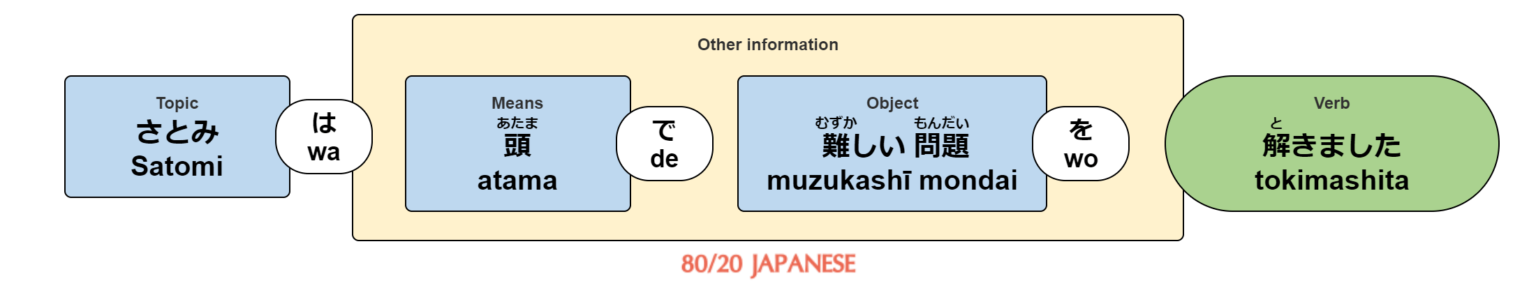 Other information
Topic
さとみ
Satomi
は
wa
Means
あたま
頭
atama
で
de
Object
むずか もんだい
難しい 問題
muzukashī mondai
を
wo
Verb
と
解きました
tokimashita
80/20 JAPANESE